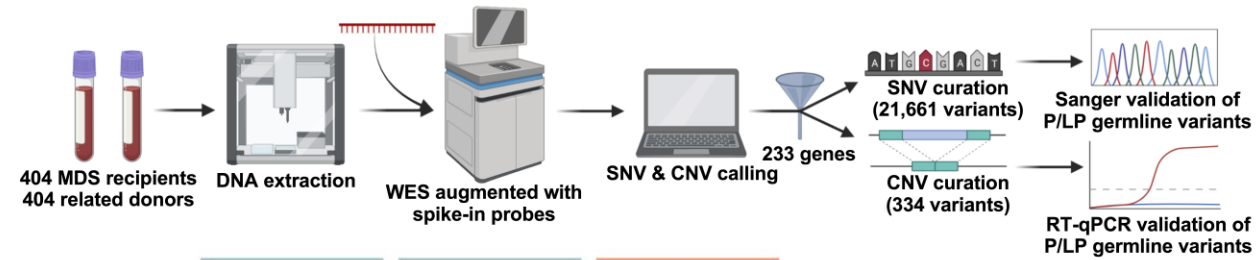 404 MDS recipients
404 related donors
DNA extraction
WES augmented with
spike-in probes
SNV & CNV calling
233 genes
A T G C G A C T
SNV curation
(21,661 variants)
CNV curation
(334 variants)
Sanger validation of
P/LP germline variants
RT-qPCR validation of
P/LP germline variants